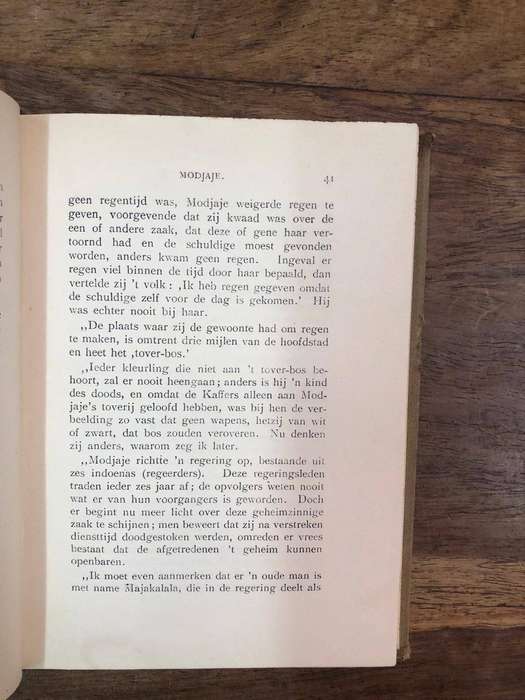 MODJAJE. 41
geen regentijd was, Modjaje weigerde regen te
geven, voorgevende dat zij kwaad was over de
een of andere zaak, dat deze of gene haar ver-
toornd had en de schuldige moest gevonden
worden, anders kwam geen regen. Ingeval er
regen viel binnen de tijd door haar bepaald, dan
vertelde zij 't volk: ‚Ik heb regen gegeven omdat
de schuldige zelf voor de dag is gekomen.’ Hij
was echter nooit bij haar.
„De plaats waar zij de gewoonte had om regen
te maken, is omtrent drie mijlen van de hoofdstad
en heet het ‚tover-bos.’
„Ieder kleurling die niet aan 't tover-bos be-
hoort, zal er nooit heengaan; anders is hij 'n kind
des doods, en omdat de Kaffers alleen aan Mod-
jaje's toverij geloofd hebben, was bij hen de ver-
beelding zo vast dat geen wapens, hetzij van wit
of zwart, dat bos zouden veroveren. Nu denken
zij anders, waarom zeg ik later.
„Modjaje richtte 'n regering op, bestaande uit
zes indoenas (regeerders). Deze regeringsleden
traden ieder zes jaar af; de opvolgers weten nooit
wat er van hun voorgangers is geworden. Doch
er begint nu meer licht over deze geheimzinnige
zaak te schijnen; men beweert dat zij na verstreken
diensttijd doodgestoken werden, omreden er vrees
bestaat dat de afgetredenen 't geheim kunnen
openbaren.
„Ik moet even aanmerken dat er 'n oude man is
met name Majakalala, die in de regering deelt als